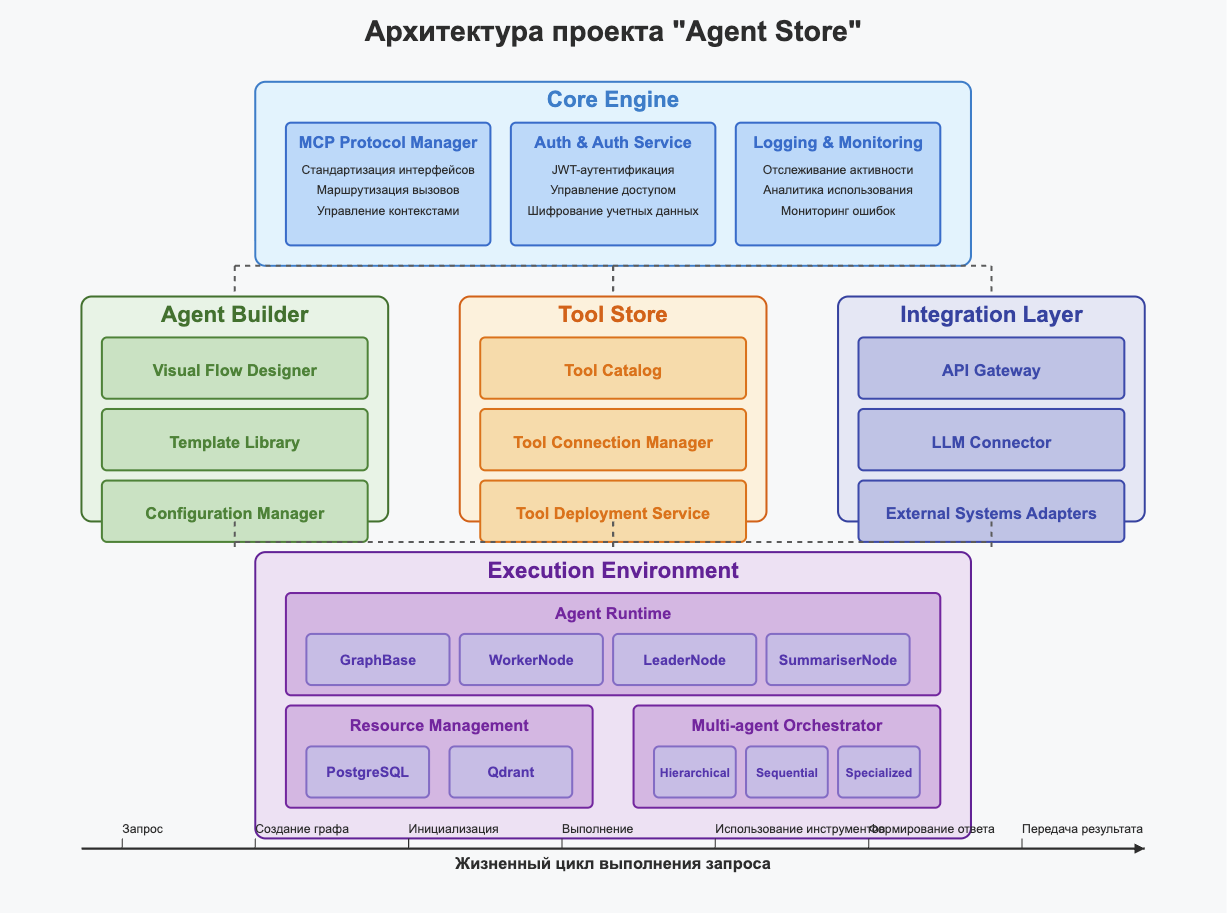 Архитектура проекта "Agent Store"
Core Engine
MCP Protocol Manager
Стандартизация интерфейсов
Маршрутизация вызовов
Управление контекстами
Auth & Auth Service
JWT-аутентификация
Управление доступом
Шифрование учетных данных
Logging & Monitoring
Отслеживание активности
Аналитика использования
Мониторинг ошибок
Agent Builder
Visual Flow Designer
Template Library
Configuration Manager
Tool Store
Tool Catalog
Tool Connection Manager
Tool Deployment Service
Integration Layer
API Gateway
LLM Connector
External Systems Adapters
Execution Environment
Agent Runtime
GraphBase
WorkerNode
LeaderNode
SummariserNode
Resource Management
PostgreSQL
Qdrant
Multi-agent Orchestrator
Hierarchical
Sequential
Specialized
Запрос
Создание графа
Инициализация
Выполнение
Использование инструментов
Формирование ответа
Передача результата
Жизненный цикл выполнения запроса